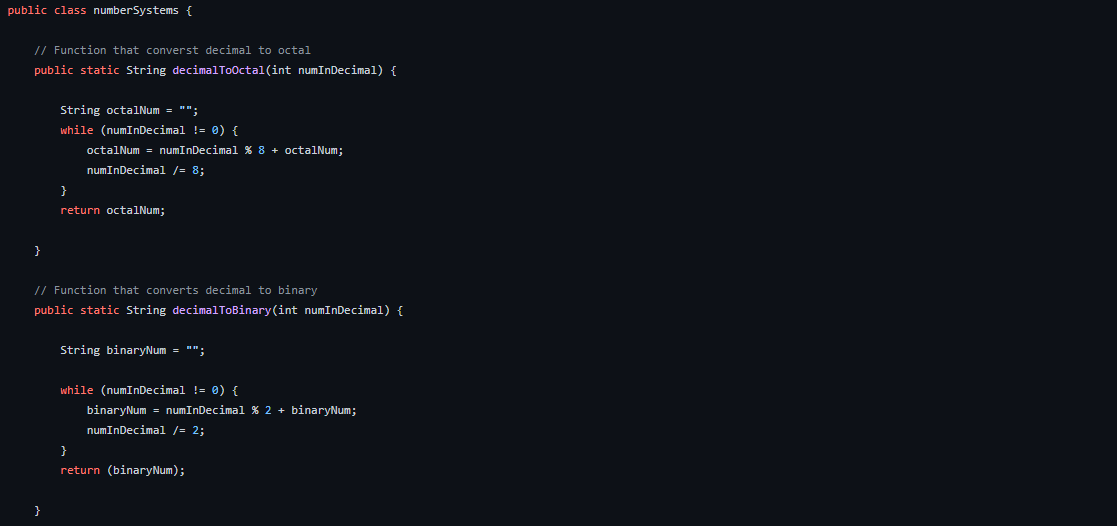 public class numberSystems {
// Function that converst decimal to octal
public static String decimalToOctal(int numInDecimal) {
String octalNum = "";
while (numInDecimal != 0) {
octalNum = numInDecimal % 8 + octalNum;
numInDecimal /= 8;
}
return octalNum;
}
// Function that converts decimal to binary
public static String decimalToBinary(int numInDecimal) {
String binaryNum = "";
while (numInDecimal != 0) {
binaryNum = numInDecimal % 2 + binaryNum;
numInDecimal /= 2;
}
return (binaryNum);
}